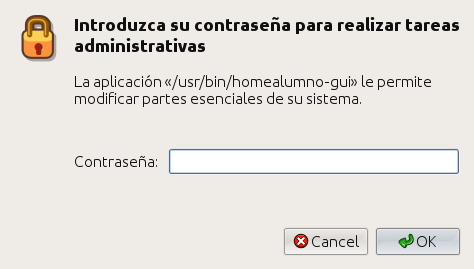 Introduzca su contraseña para realizar tareas
administrativas
La aplicación «/usr/bin/homealumno-gui» le permite
modificar partes esenciales de su sistema.
Contraseña:
Cancel OK